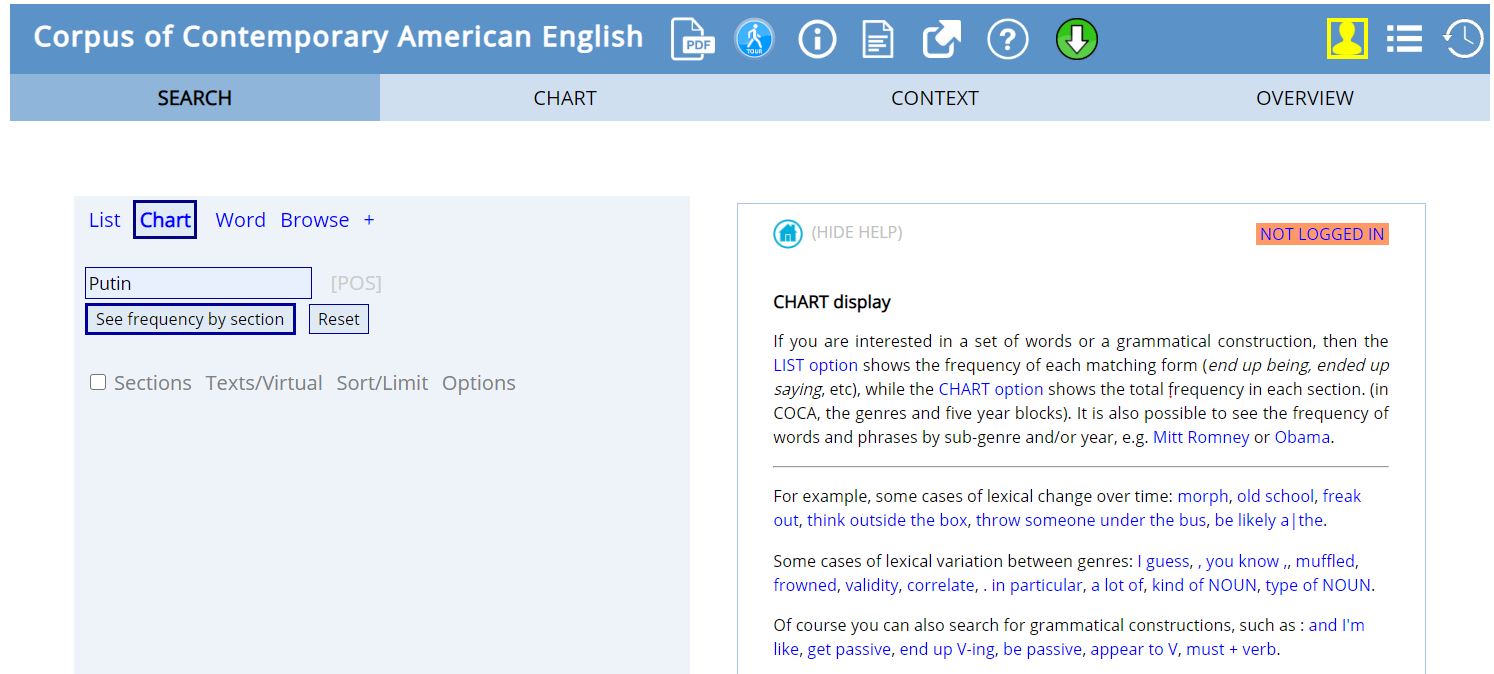 Corpus of Contemporary American English PDF TOUR
SEARCH CHART CONTEXT OVERVIEW
List Chart Word Browse +
Putin [POS]
See frequency by section Reset
Sections Texts/Virtual Sort/Limit Options
(HIDE HELP) NOT LOGGED IN
CHART display
If you are interested in a set of words or a grammatical construction, then the
LIST option shows the frequency of each matching form (end up being, ended up
saying, etc), while the CHART option shows the total frequency in each section. (in
COCA, the genres and five year blocks). It is also possible to see the frequency of
words and phrases by sub-genre and/or year, e.g. Mitt Romney or Obama.
For example, some cases of lexical change over time: morph, old school, freak
out, think outside the box, throw someone under the bus, be likely a|the.
Some cases of lexical variation between genres: I guess, , you know ,, muffled,
frowned, validity, correlate, . in particular, a lot of, kind of NOUN, type of NOUN.
Of course you can also search for grammatical constructions, such as : and I'm
like, get passive, end up V-ing, be passive, appear to V, must + verb.